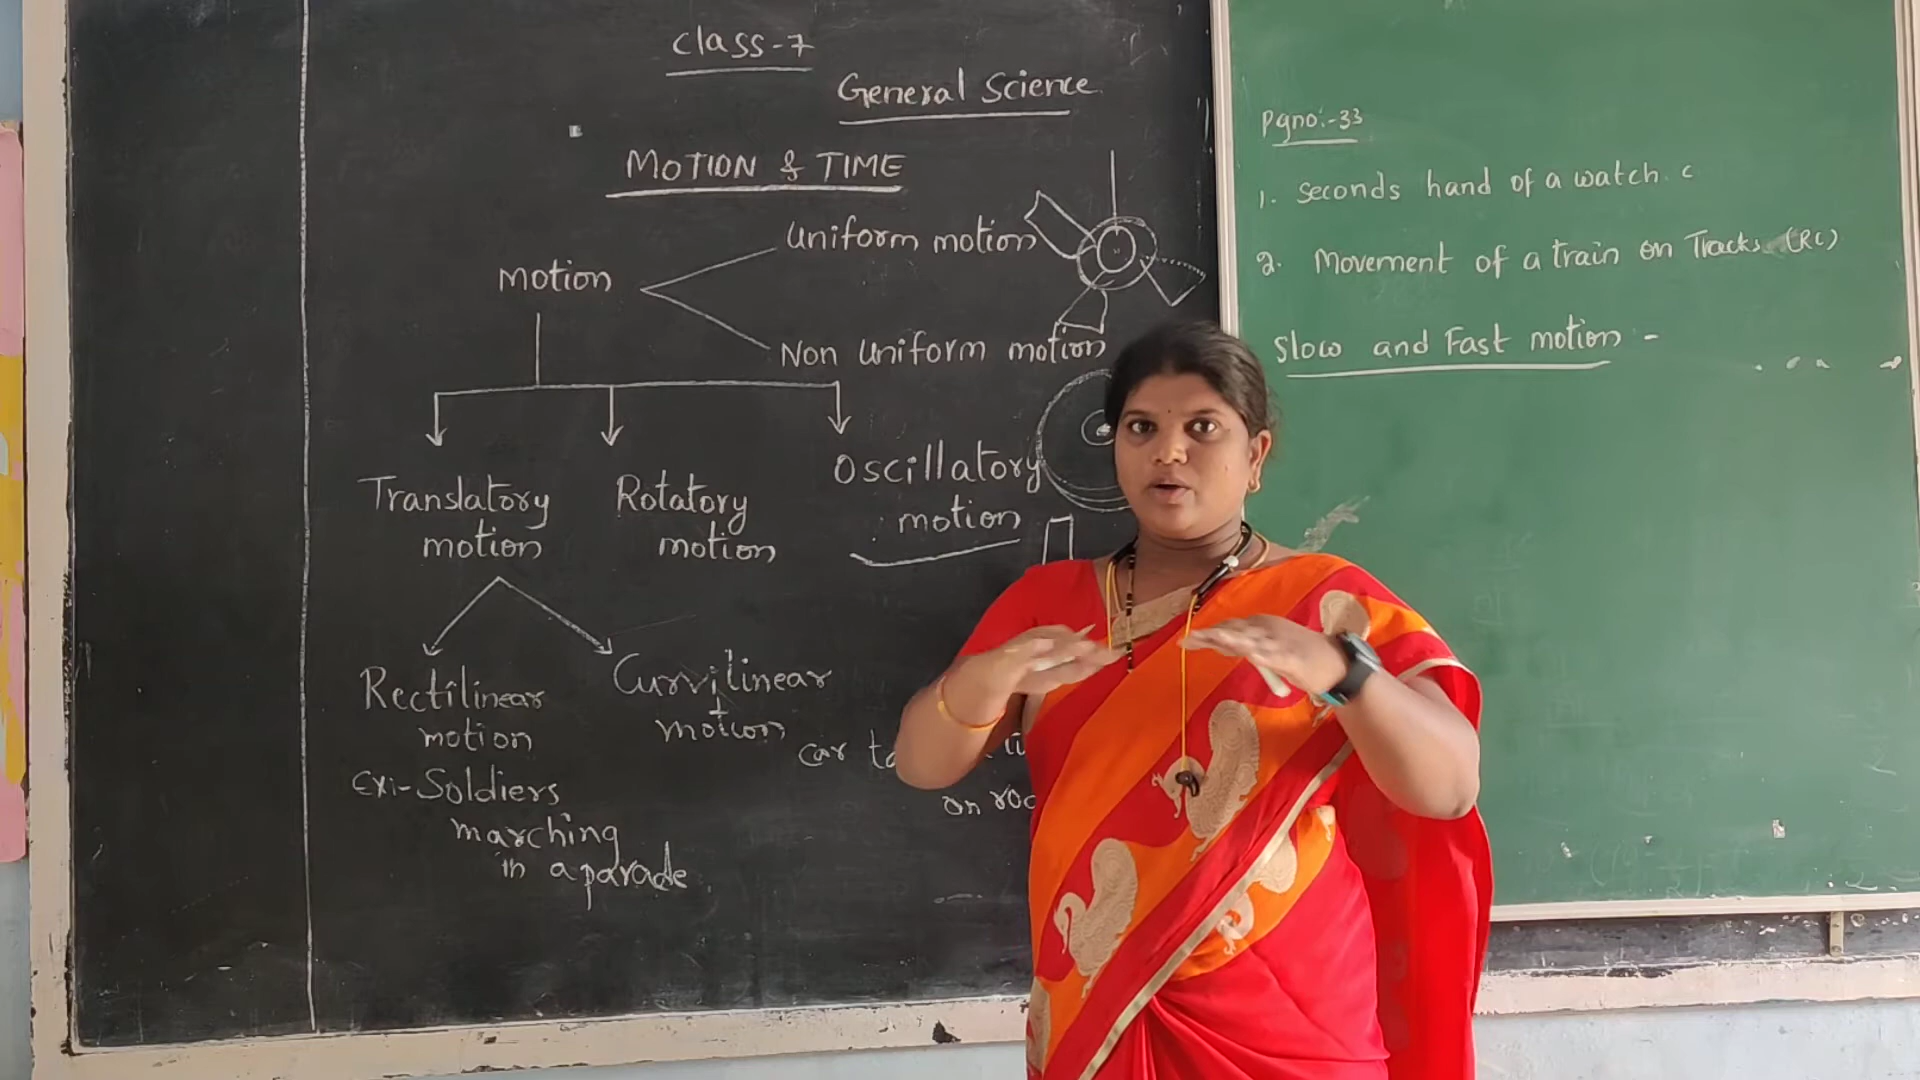 Class-7
General Science
MOTION & TIME
Motion
Uniform motion
Non Uniform motion
Translatory
motion
Rotatory
motion
Oscillatory
motion
Rectilinear
motion
Ex:- Soldiers
marching
in a parade
Curvilinear
motion
car
on
Pgno:-33
1. Seconds hand of a watch. c
2. Movement of a train on Tracks (RC)
Slow and Fast motion -